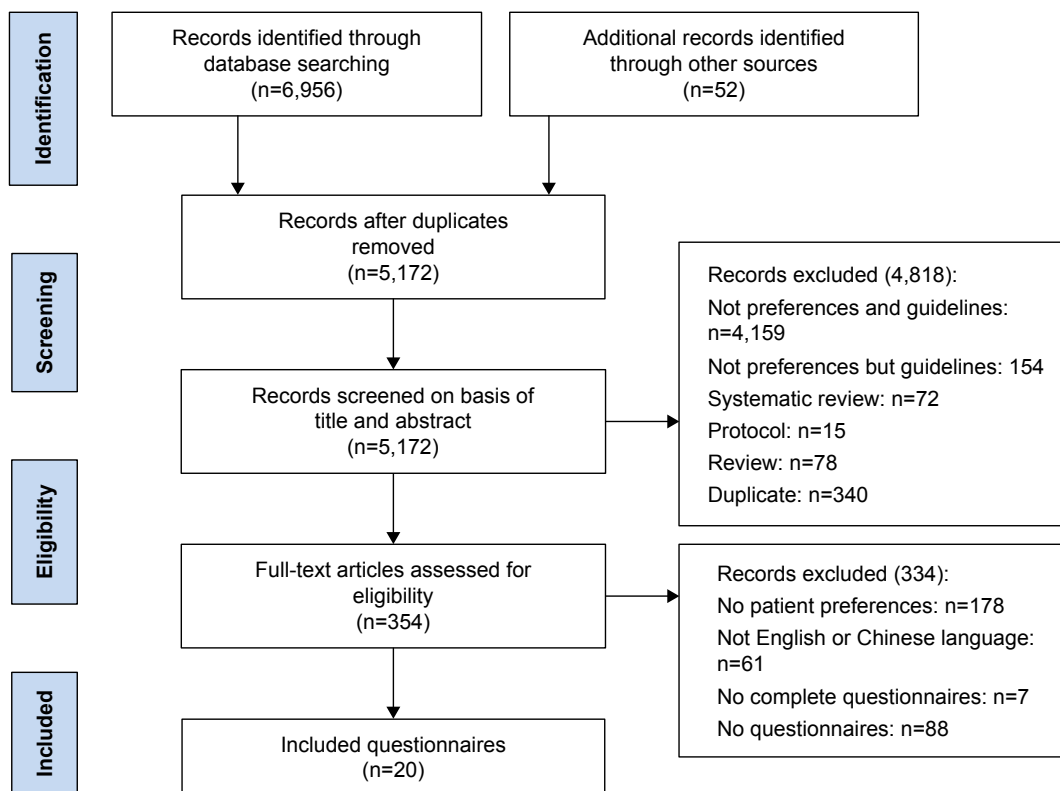 Identification
Records identified through
database searching
(n=6,956)
Additional records identified
through other sources
(n=52)
Records after duplicates
removed
(n=5,172)
Screening
Records screened on basis of
title and abstract
(n=5,172)
Records excluded (4,818):
Not preferences and guidelines:
n=4,159
Not preferences but guidelines: 154
Systematic review: n=72
Protocol: n=15
Review: n=78
Duplicate: n=340
Eligibility
Full-text articles assessed for
eligibility
(n=354)
Records excluded (334):
No patient preferences: n=178
Not English or Chinese language:
n=61
No complete questionnaires: n=7
No questionnaires: n=88
Included
Included questionnaires
(n=20)